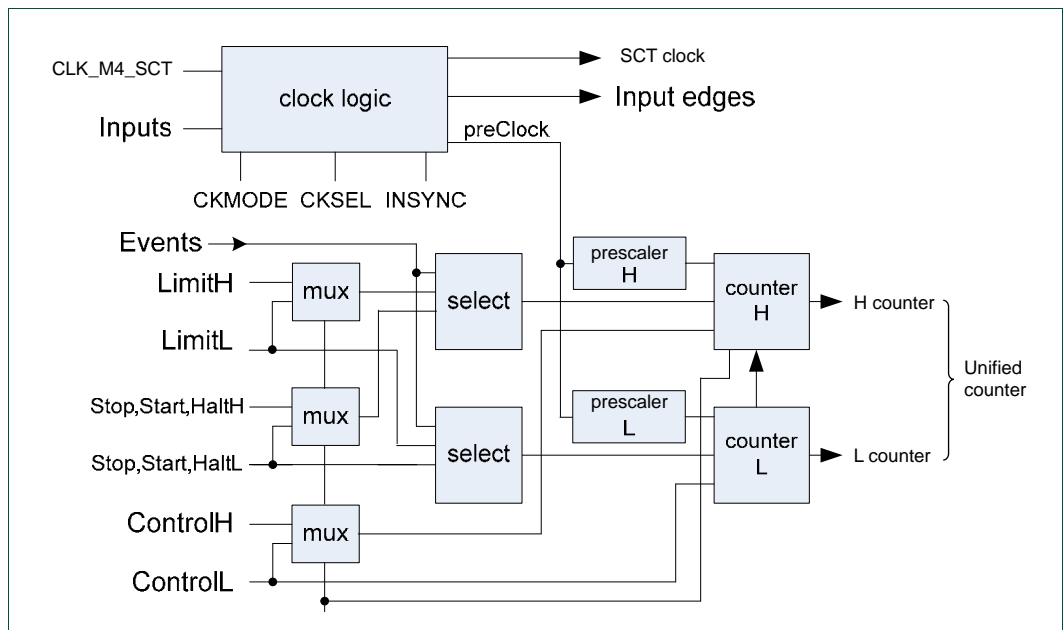 CLK_M4_SCT
Inputs
clock logic
SCT clock
Input edges
preClock
CKMODE CKSEL INSYNC
Events
LimitH
LimitL
mux
select
prescaler
H
counter
H
H counter
Stop,Start,HaltH
Stop,Start,HaltL
mux
select
prescaler
L
counter
L
L counter
Unified
counter
ControlH
ControlL
mux